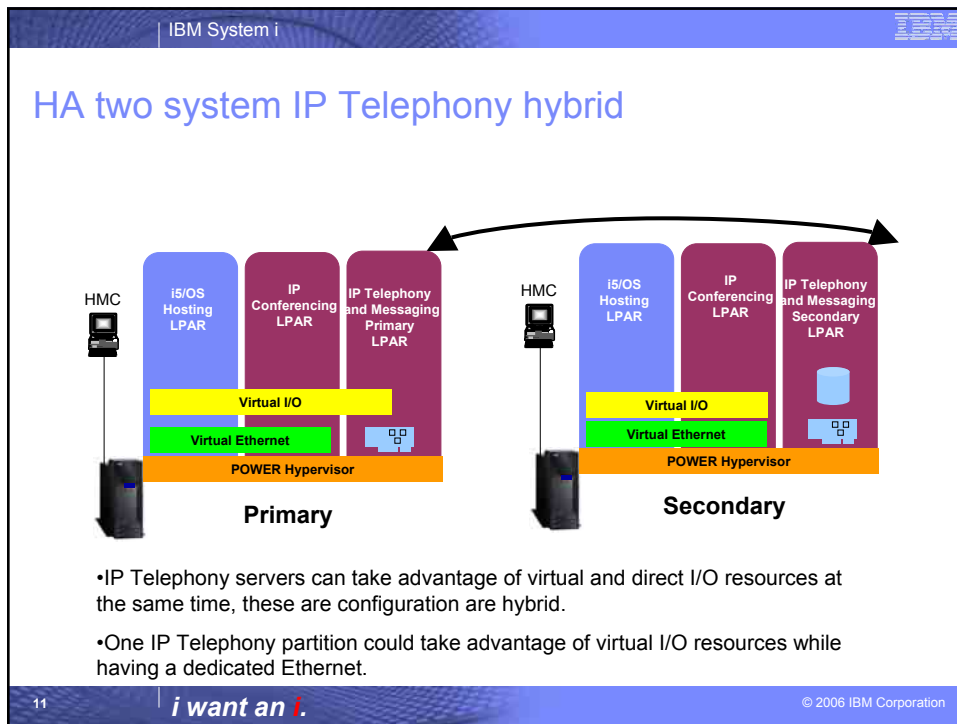 IBM System i
IBM
HA two system IP Telephony hybrid
HMC
i5/OS
Hosting
LPAR
IP
Conferencing
LPAR
IP Telephony
and Messaging
Primary
LPAR
Virtual I/O
Virtual Ethernet
POWER Hypervisor
Primary
HMC
i5/OS
Hosting
LPAR
IP
Conferencing
LPAR
IP Telephony
and Messaging
Secondary
LPAR
Virtual I/O
Virtual Ethernet
POWER Hypervisor
Secondary
•IP Telephony servers can take advantage of virtual and direct I/O resources at
the same time, these are configuration are hybrid.
•One IP Telephony partition could take advantage of virtual I/O resources while
having a dedicated Ethernet.
11
i want an i.
© 2006 IBM Corporation